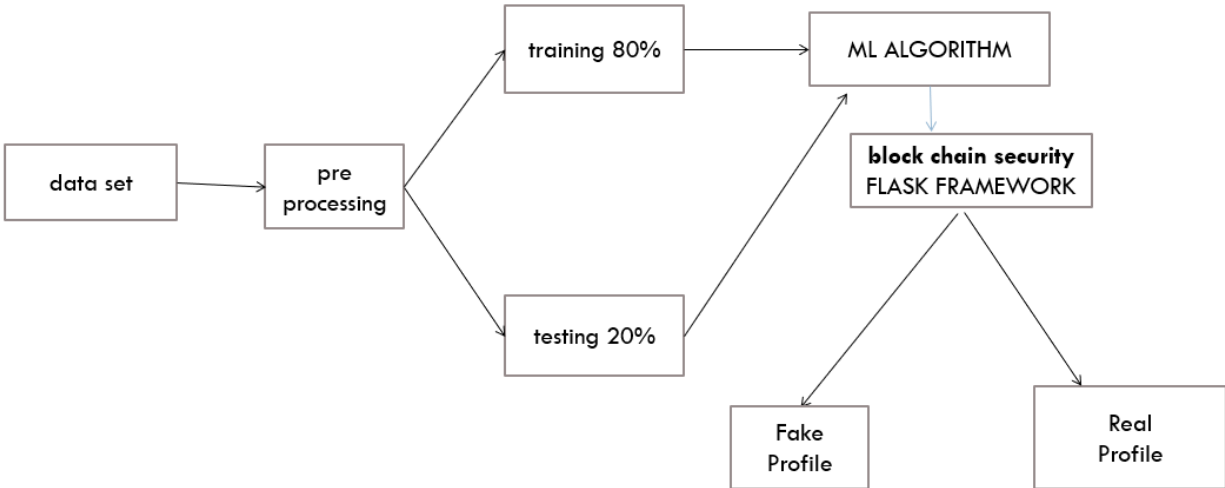 training 80%
ML ALGORITHM
data set
pre
processing
block chain security
FLASK FRAMEWORK
testing 20%
Fake
Profile
Real
Profile